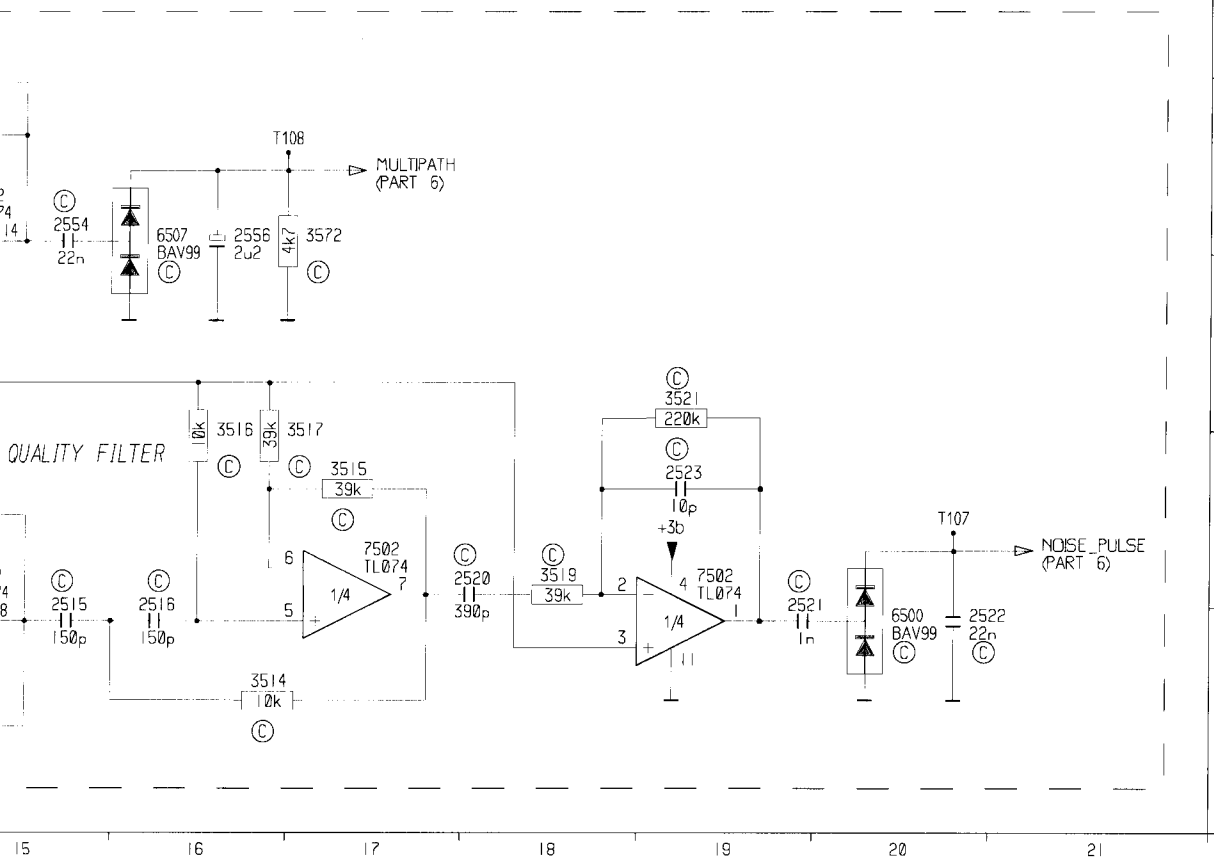 T108
MULTIPATH
(PART 6)
14
C
2554
22n
6507
BAV99
C
2556
2u2
4k7
3572
C
QUALITY FILTER
10k
3516
C
39k
3517
C
3515
39k
C
C
3521
220k
C
2523
10p
+3b
T107
NOISE_PULSE
(PART 6)
C
2515
150p
C
2516
150p
6
5
+
1/4
7502
TL074
7
C
2520
390p
C
3519
39k
2
3
−
+
1/4
4
11
7502
TL074
1
C
2521
1n
6500
BAV99
C
2522
22n
C
3514
10k
C
8
15
16
17
18
19
20
21